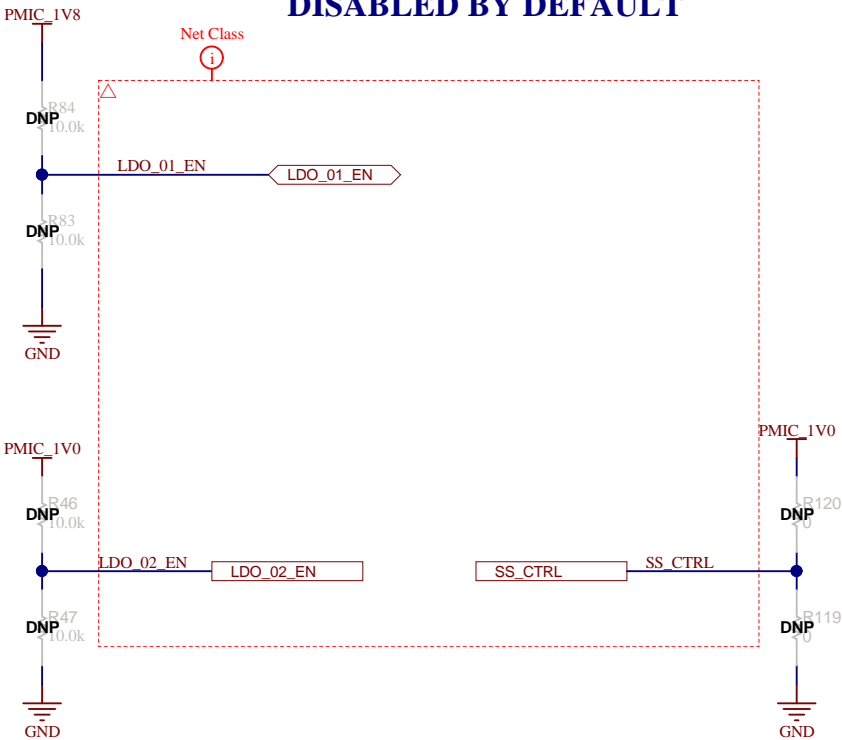 DISABLED BY DEFAULT
PMIC_1V8
Net Class
i
R84
DNP
10.0k
LDO_01_EN
LDO_01_EN
R83
DNP
10.0k
GND
PMIC_1V0
PMIC_1V0
R46
DNP
10.0k
R120
DNP
0
LDO_02_EN
LDO_02_EN
SS_CTRL
SS_CTRL
R47
DNP
10.0k
R119
DNP
0
GND
GND